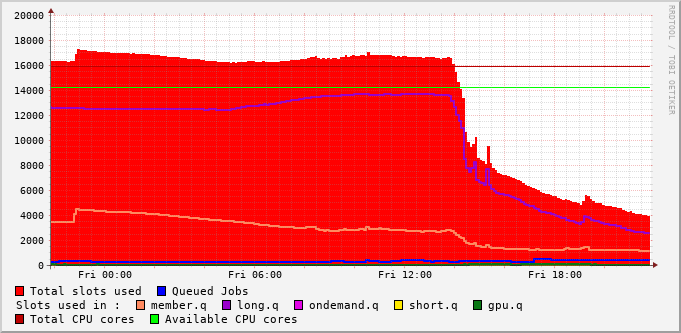 20000
18000
16000
14000
12000
10000
8000
6000
4000
2000
0
Fri 00:00 Fri 06:00 Fri 12:00 Fri 18:00
RRDTOOL / TOBI OETIKER
Total slots used Queued Jobs
Slots used in : member.q long.q ondemand.q short.q gpu.q
Total CPU cores Available CPU cores